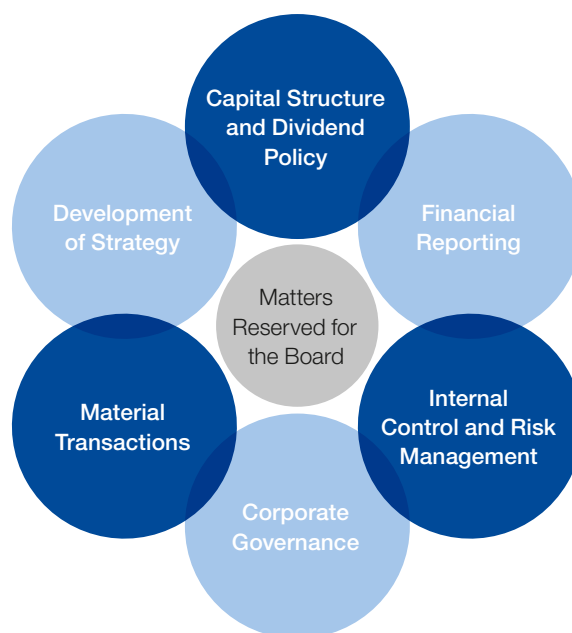 Capital Structure
and Dividend
Policy
Development
of Strategy
Financial
Reporting
Matters
Reserved for
the Board
Material
Transactions
Internal
Control and Risk
Management
Corporate
Governance